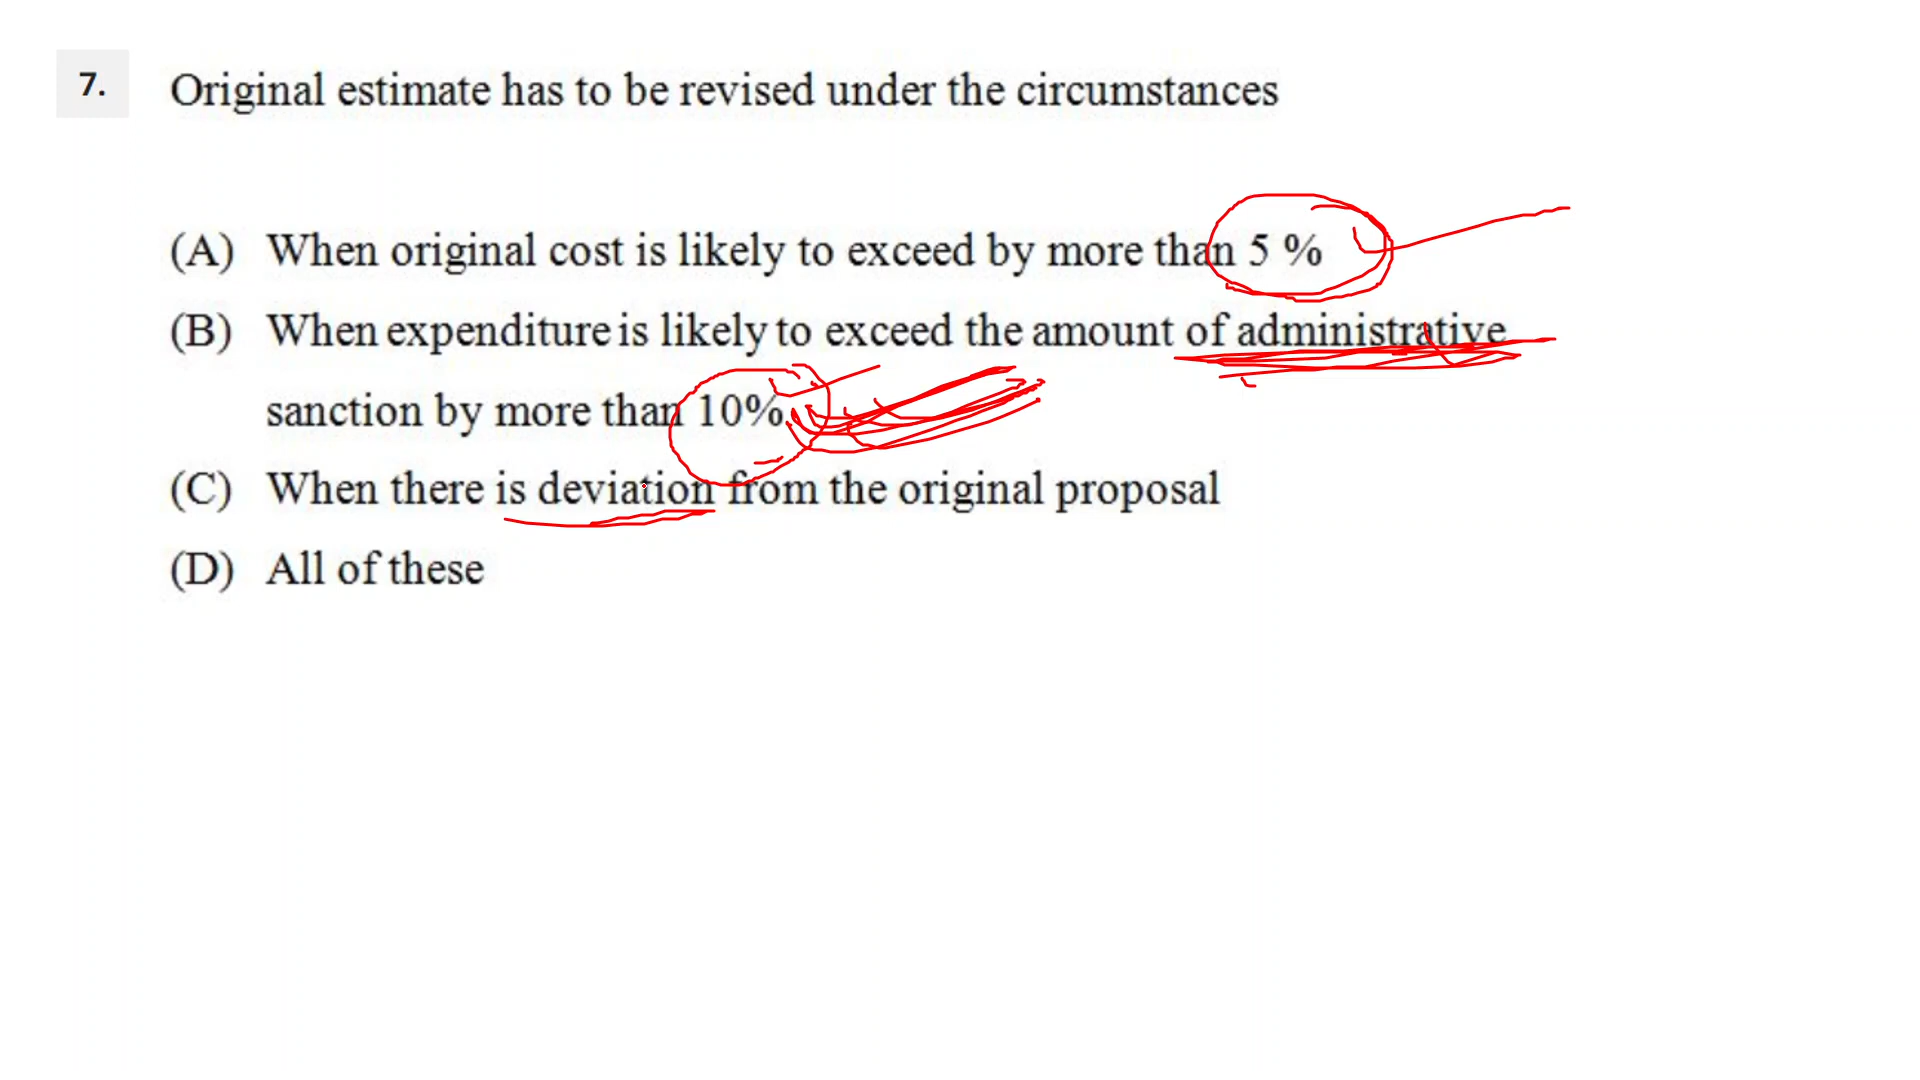 7. Original estimate has to be revised under the circumstances
(A) When original cost is likely to exceed by more than 5 %
(B) When expenditure is likely to exceed the amount of administrative
sanction by more than 10%.
(C) When there is deviation from the original proposal
(D) All of these